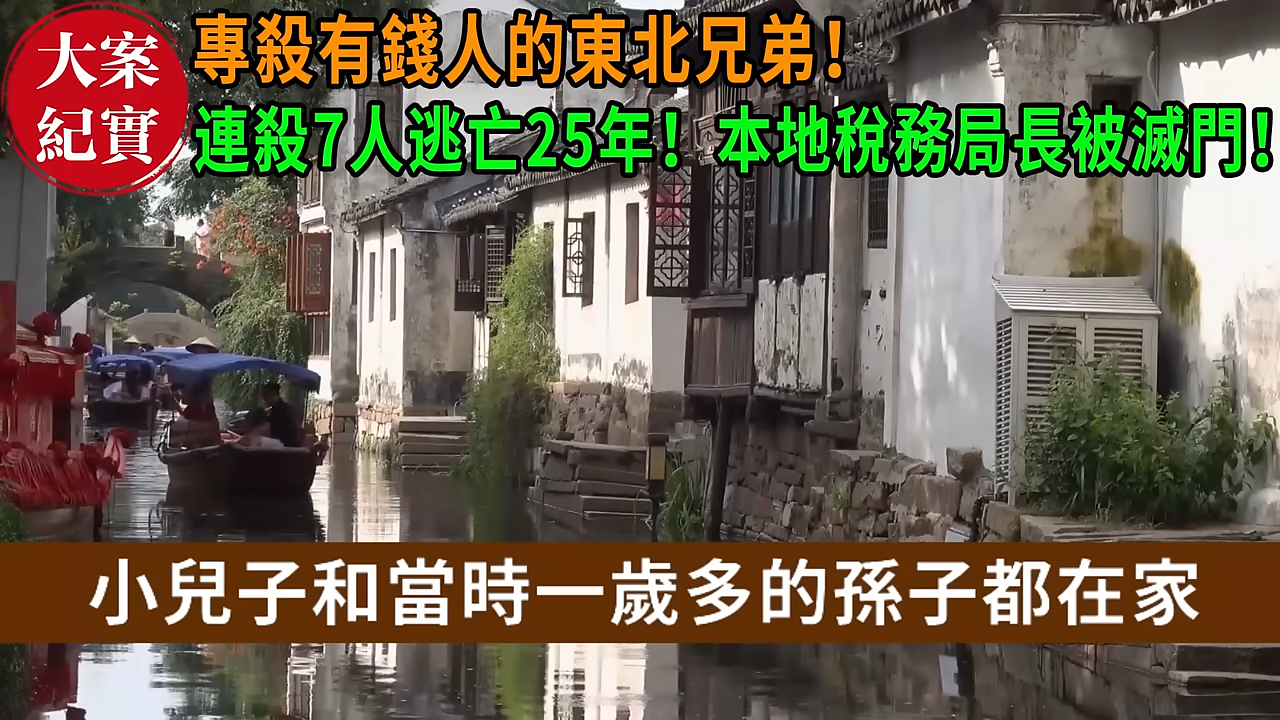 大案
紀實
專殺有錢人的東北兄弟！
連殺7人逃亡25年！本地稅務局長被滅門！
小兒子和當時一歲多的孫子都在家